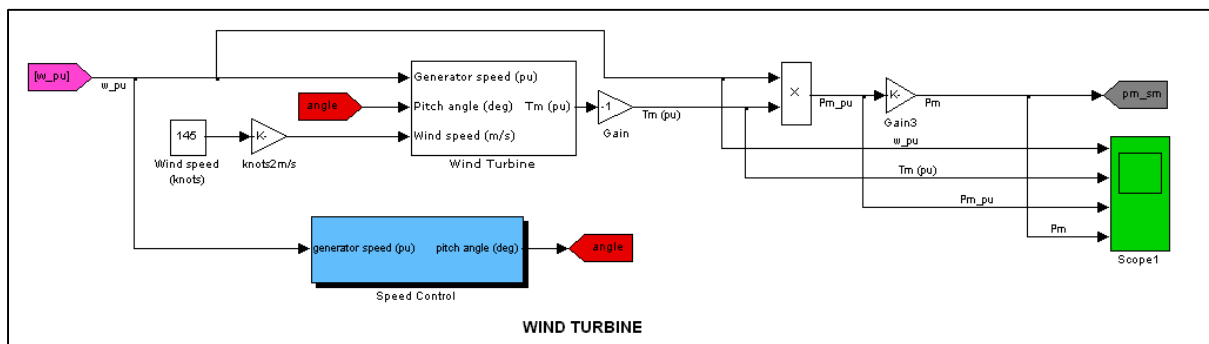 [w_pu]
w_pu
angle
145
Wind speed
(knots)
K-
knots2m/s
Generator speed (pu)
Pitch angle (deg)
Tm (pu)
Wind speed (m/s)
Wind Turbine
-1
Gain
Tm (pu)
×
Pm_pu
K-
Gain3
Pm
pm_sm
w_pu
Tm (pu)
Pm_pu
Pm
Scope1
generator speed (pu)
pitch angle (deg)
Speed Control
angle
WIND TURBINE